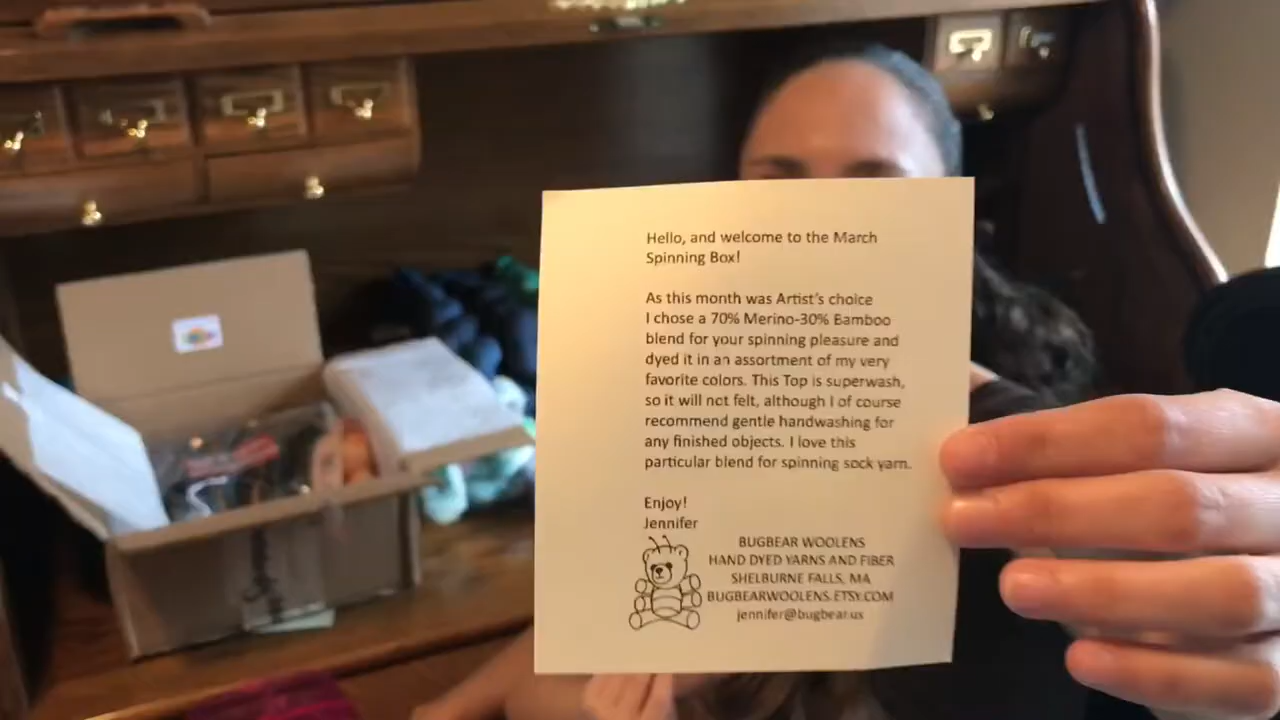 Hello, and welcome to the March
Spinning Box!
As this month was Artist's choice
I chose a 70% Merino-30% Bamboo
blend for your spinning pleasure and
dyed it in an assortment of my very
favorite colors. This Top is superwash,
so it will not felt, although I of course
recommend gentle handwashing for
any finished objects. I love this
particular blend for spinning sock yarn.
Enjoy!
Jennifer
BUGBEAR WOOLENS
HAND DYED YARNS AND FIBER
SHELBURNE FALLS, MA
BUGBEARWOOLENS.ETSY.COM
jennifer@bugbear.us